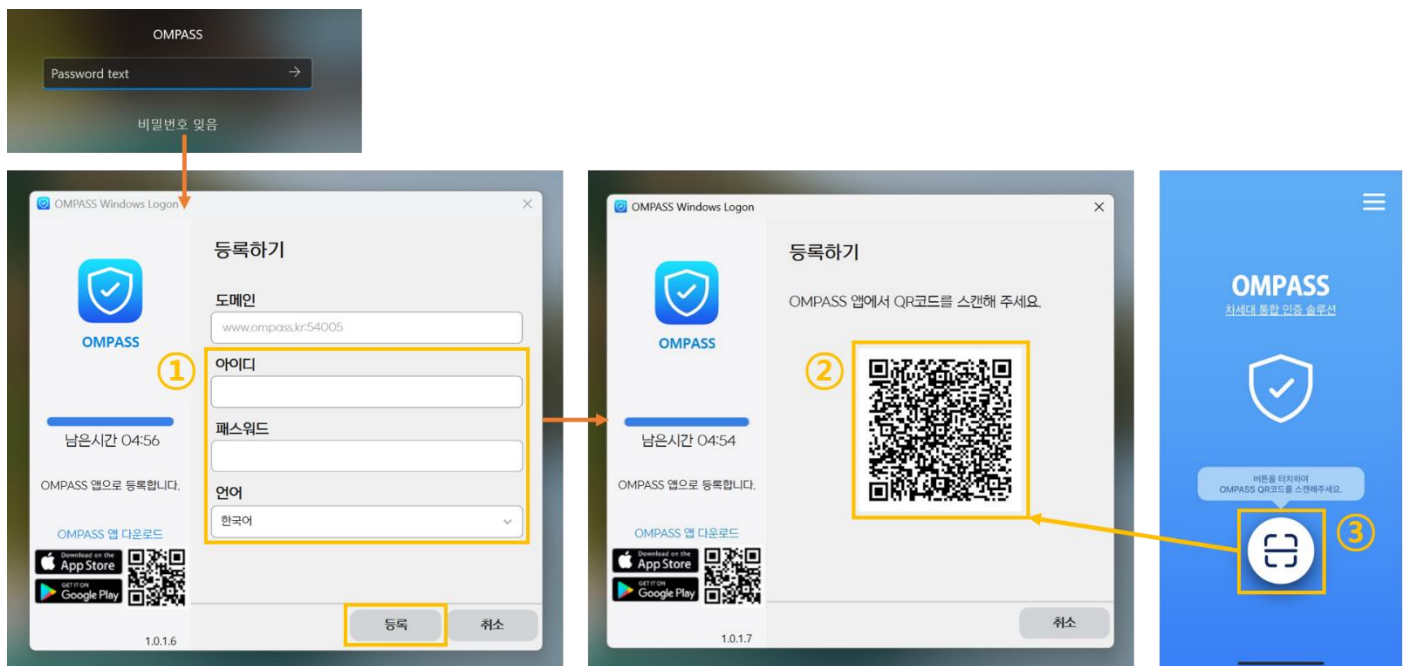 OMPASS
Password text
비밀번호 잊음
OMPASS Windows Logon
등록하기
도메인
www.ompass.kr:54005
OMPASS
①
아이디
패스워드
남은시간 04:56
OMPASS 앱으로 등록합니다.
언어
한국어
OMPASS 앱 다운로드
Download on the
App Store
GET IT ON
Google Play
등록
취소
1.0.1.6
OMPASS Windows Logon
등록하기
OMPASS 앱에서 QR코드를 스캔해 주세요.
OMPASS
②
남은시간 04:54
OMPASS 앱으로 등록합니다.
OMPASS 앱 다운로드
Download on the
App Store
GET IT ON
Google Play
취소
1.0.1.7
OMPASS
차세대 통합 인증 솔루션
버튼을 터치하여
OMPASS QR코드를 스캔해주세요.
③